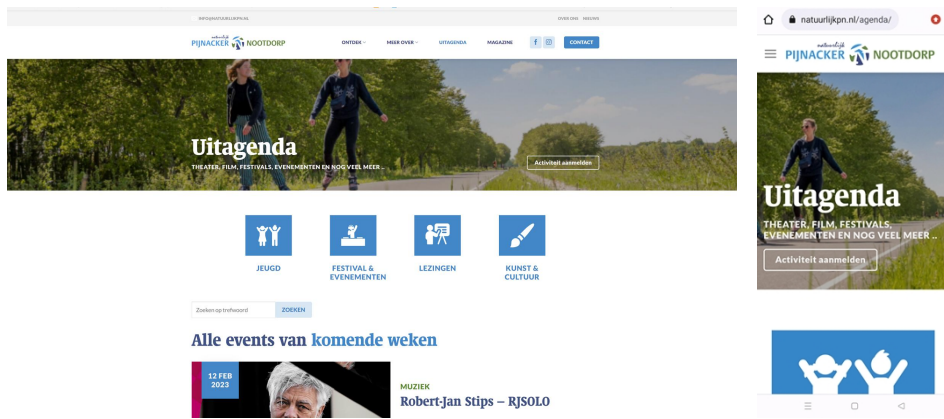 INFO@NATUURLIJKPN.NL
OVER ONS NIEUWS
natuurlijk
PIJNACKER NOOTDORP
ONTDEK
MEER OVER
UITAGENDA
MAGAZINE
CONTACT
Uitagenda
THEATER, FILM, FESTIVALS, EVENEMENTEN EN NOG VEEL MEER ..
Activiteit aanmelden
JEUGD
FESTIVAL &
EVENEMENTEN
LEZINGEN
KUNST &
CULTUUR
Zoeken op trefwoord
ZOEKEN
Alle events van komende weken
12 FEB
2023
MUZIEK
Robert-Jan Stips – RJSOLO
natuurlijkpn.nl/agenda/
natuurlijk
PIJNACKER NOOTDORP
Uitagenda
THEATER, FILM, FESTIVALS,
EVENEMENTEN EN NOG VEEL MEER ..
Activiteit aanmelden